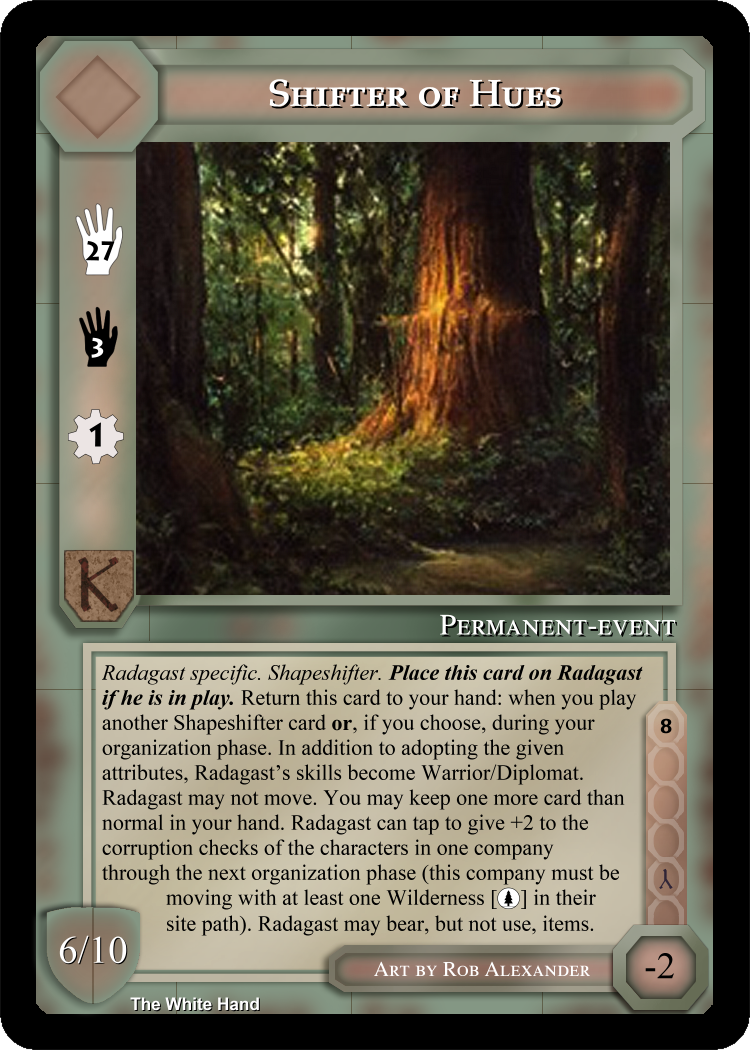 Shifter of Hues
27
3
1
K
Permanent-event
Radagast specific. Shapeshifter. Place this card on Radagast
if he is in play. Return this card to your hand: when you play
another Shapeshifter card or, if you choose, during your
organization phase. In addition to adopting the given
attributes, Radagast's skills become Warrior/Diplomat.
Radagast may not move. You may keep one more card than
normal in your hand. Radagast can tap to give +2 to the
corruption checks of the characters in one company
through the next organization phase (this company must be
moving with at least one Wilderness [ ] in their
site path). Radagast may bear, but not use, items.
8
6/10
Art by Rob Alexander
-2
The White Hand